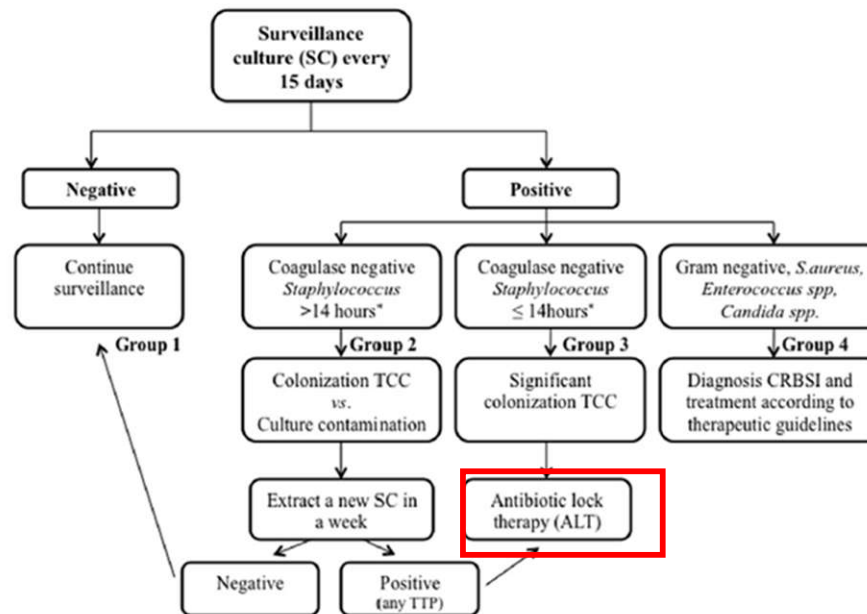 Surveillance
culture (SC) every
15 days
Negative
Positive
Continue
surveillance
Coagulase negative
Staphylococcus
>14 hours*
Coagulase negative
Staphylococcus
≤ 14hours*
Gram negative, S.aureus,
Enterococcus spp,
Candida spp.
Group 1
Group 2
Group 3
Group 4
Colonization TCC
vs.
Culture contamination
Significant
colonization TCC
Diagnosis CRBSI and
treatment according to
therapeutic guidelines
Extract a new SC in
a week
Antibiotic lock
therapy (ALT)
Negative
Positive
(any TTP)